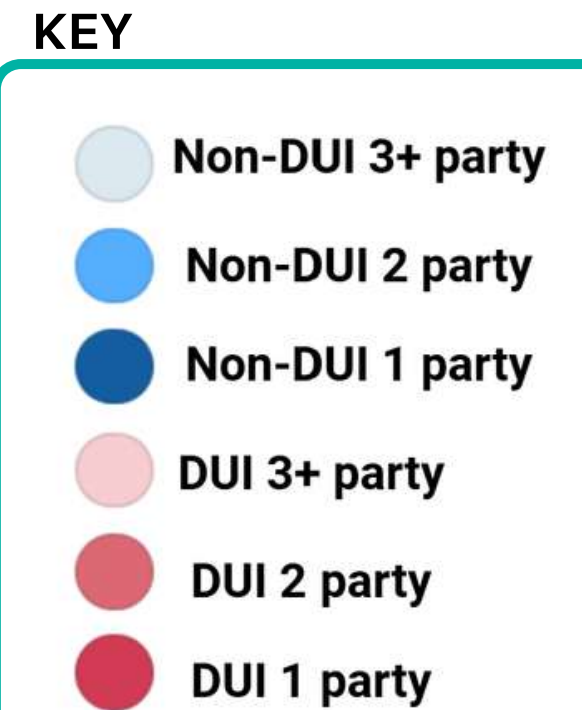 KEY
Non-DUI 3+ party
Non-DUI 2 party
Non-DUI 1 party
DUI 3+ party
DUI 2 party
DUI 1 party